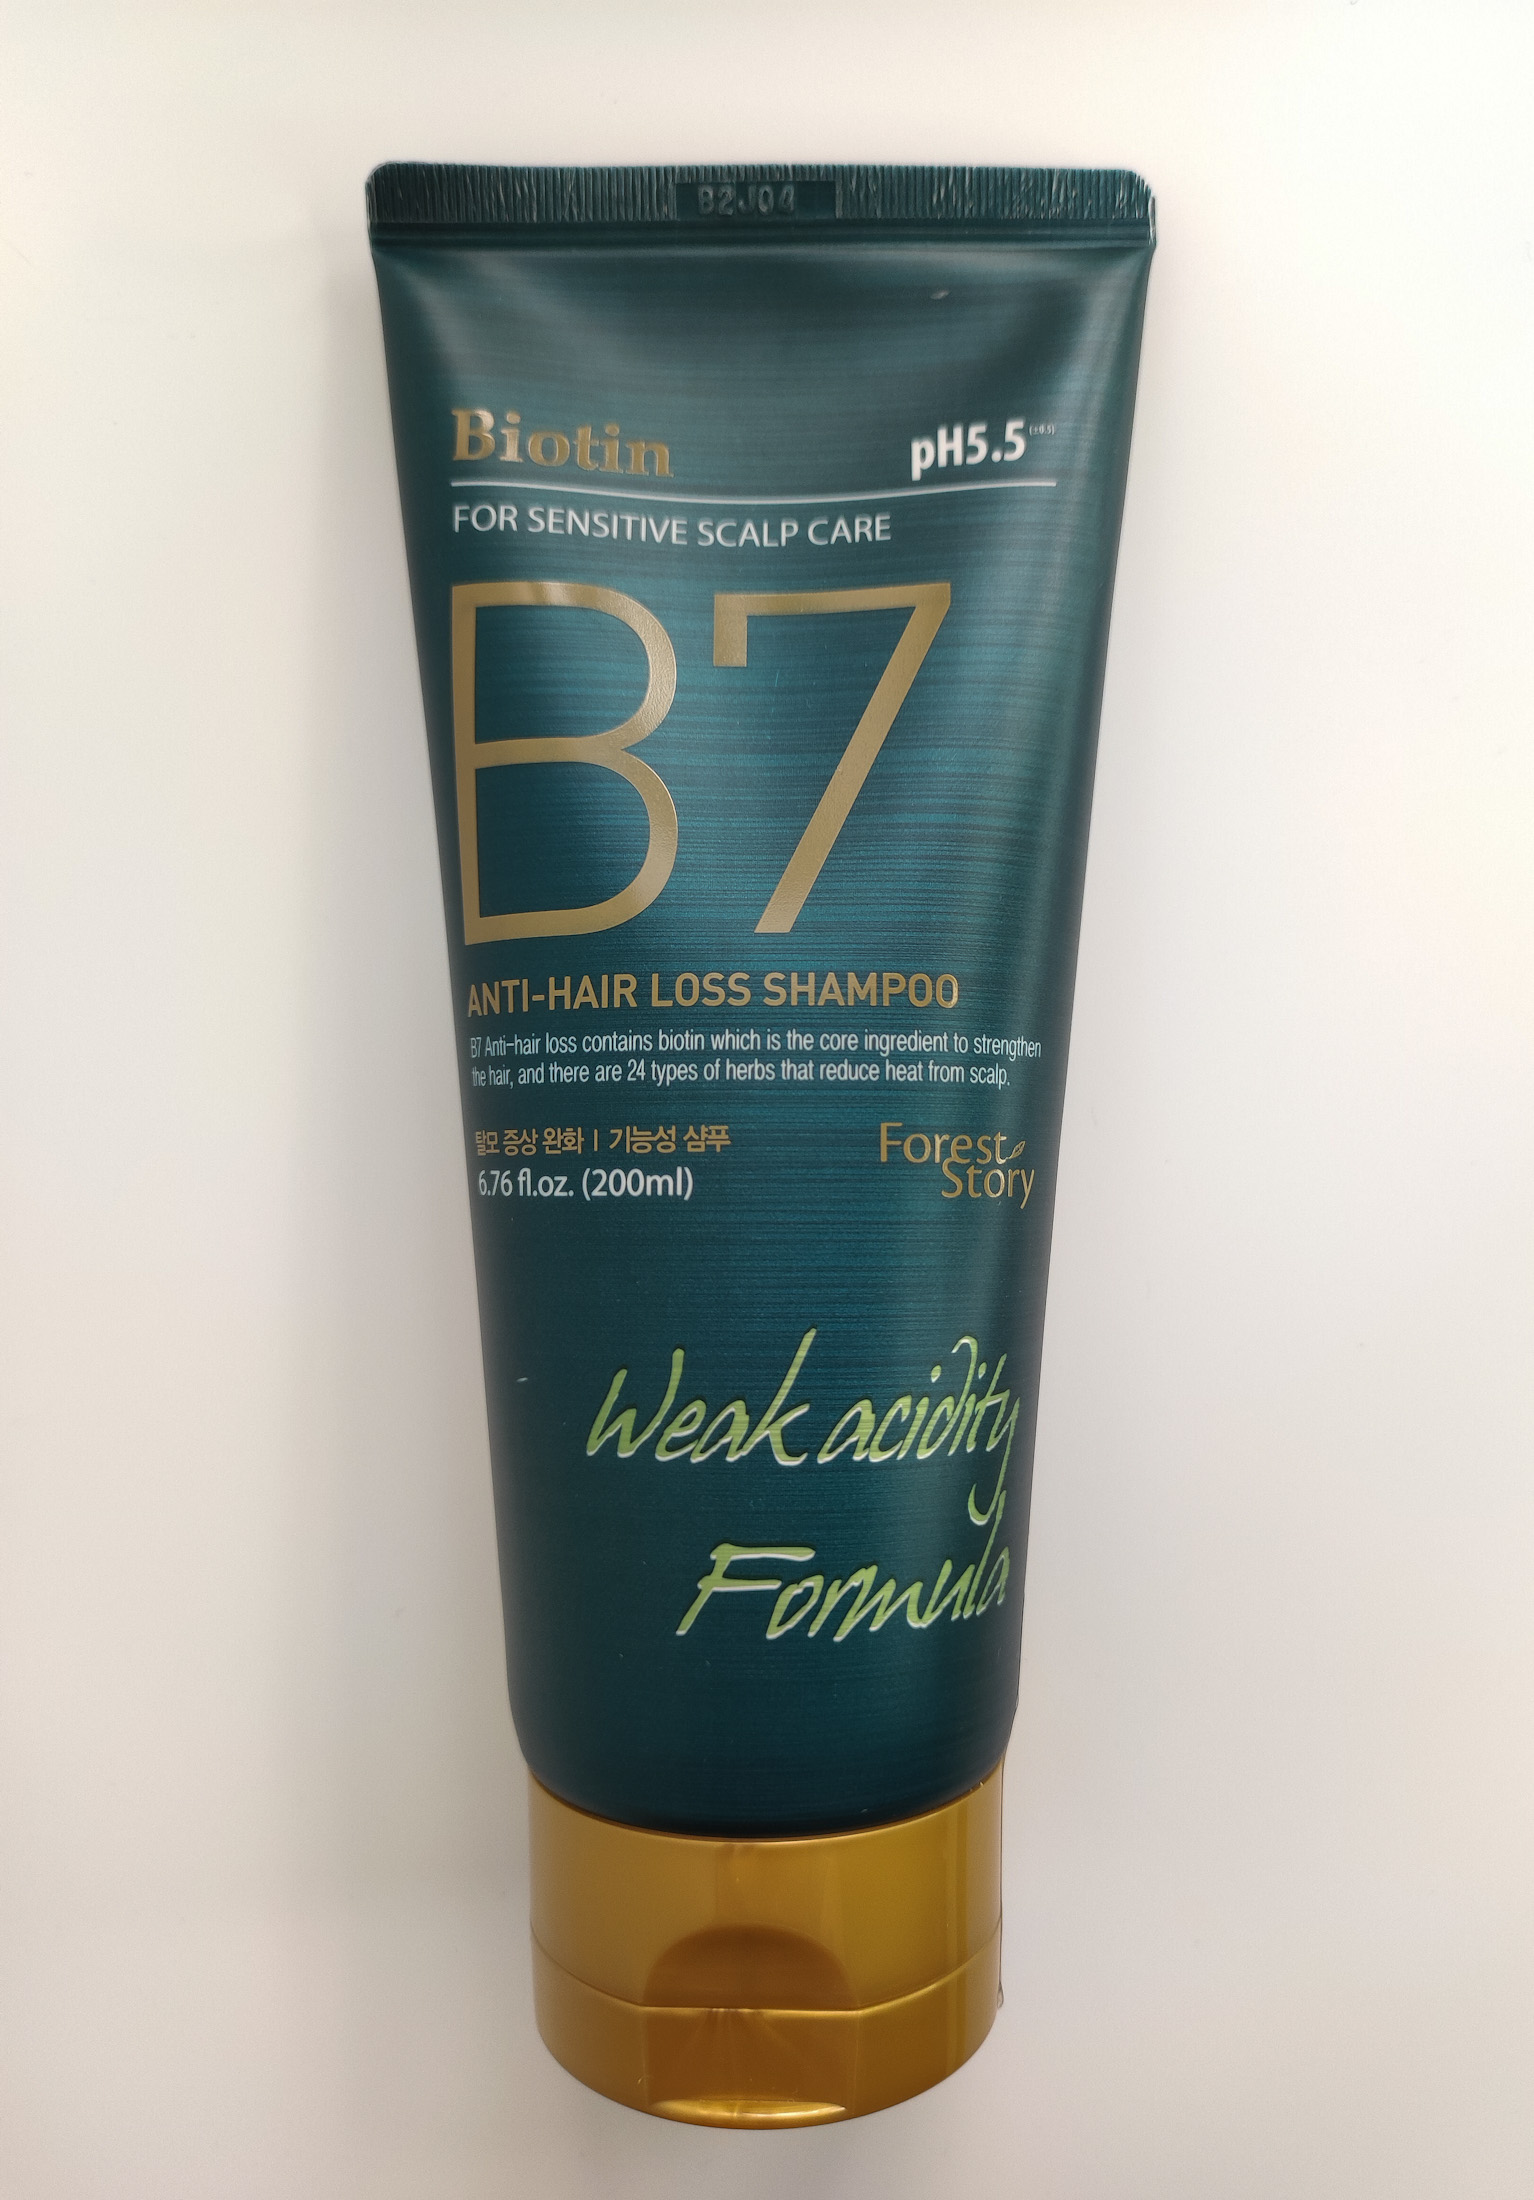 B2J04
Biotin
pH5.5 (±0.5)
FOR SENSITIVE SCALP CARE
B7
ANTI-HAIR LOSS SHAMPOO
B7 Anti-hair loss contains biotin which is the core ingredient to strengthen
the hair, and there are 24 types of herbs that reduce heat from scalp.
탈모 증상 완화 | 기능성 샴푸
6.76 fl.oz. (200ml)
Forest
Story
Weak acidity
Formula